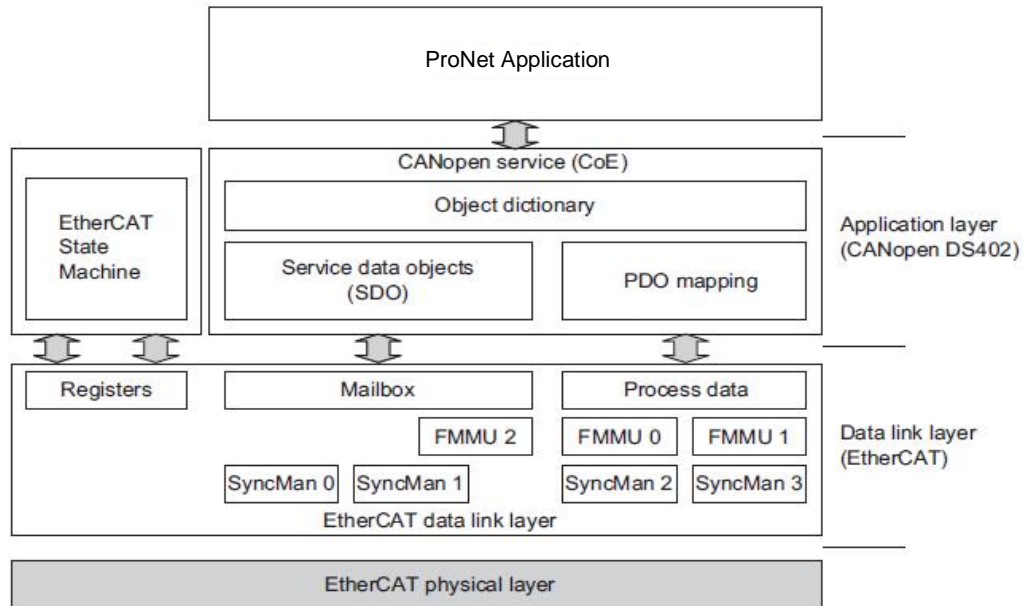 ProNet Application
CANopen service (CoE)
Object dictionary
EtherCAT
State
Machine
Service data objects
(SDO)
PDO mapping
Application layer
(CANopen DS402)
Registers
Mailbox
Process data
FMMU 2
FMMU 0
FMMU 1
Data link layer
(EtherCAT)
SyncMan 0
SyncMan 1
SyncMan 2
SyncMan 3
EtherCAT data link layer
EtherCAT physical layer